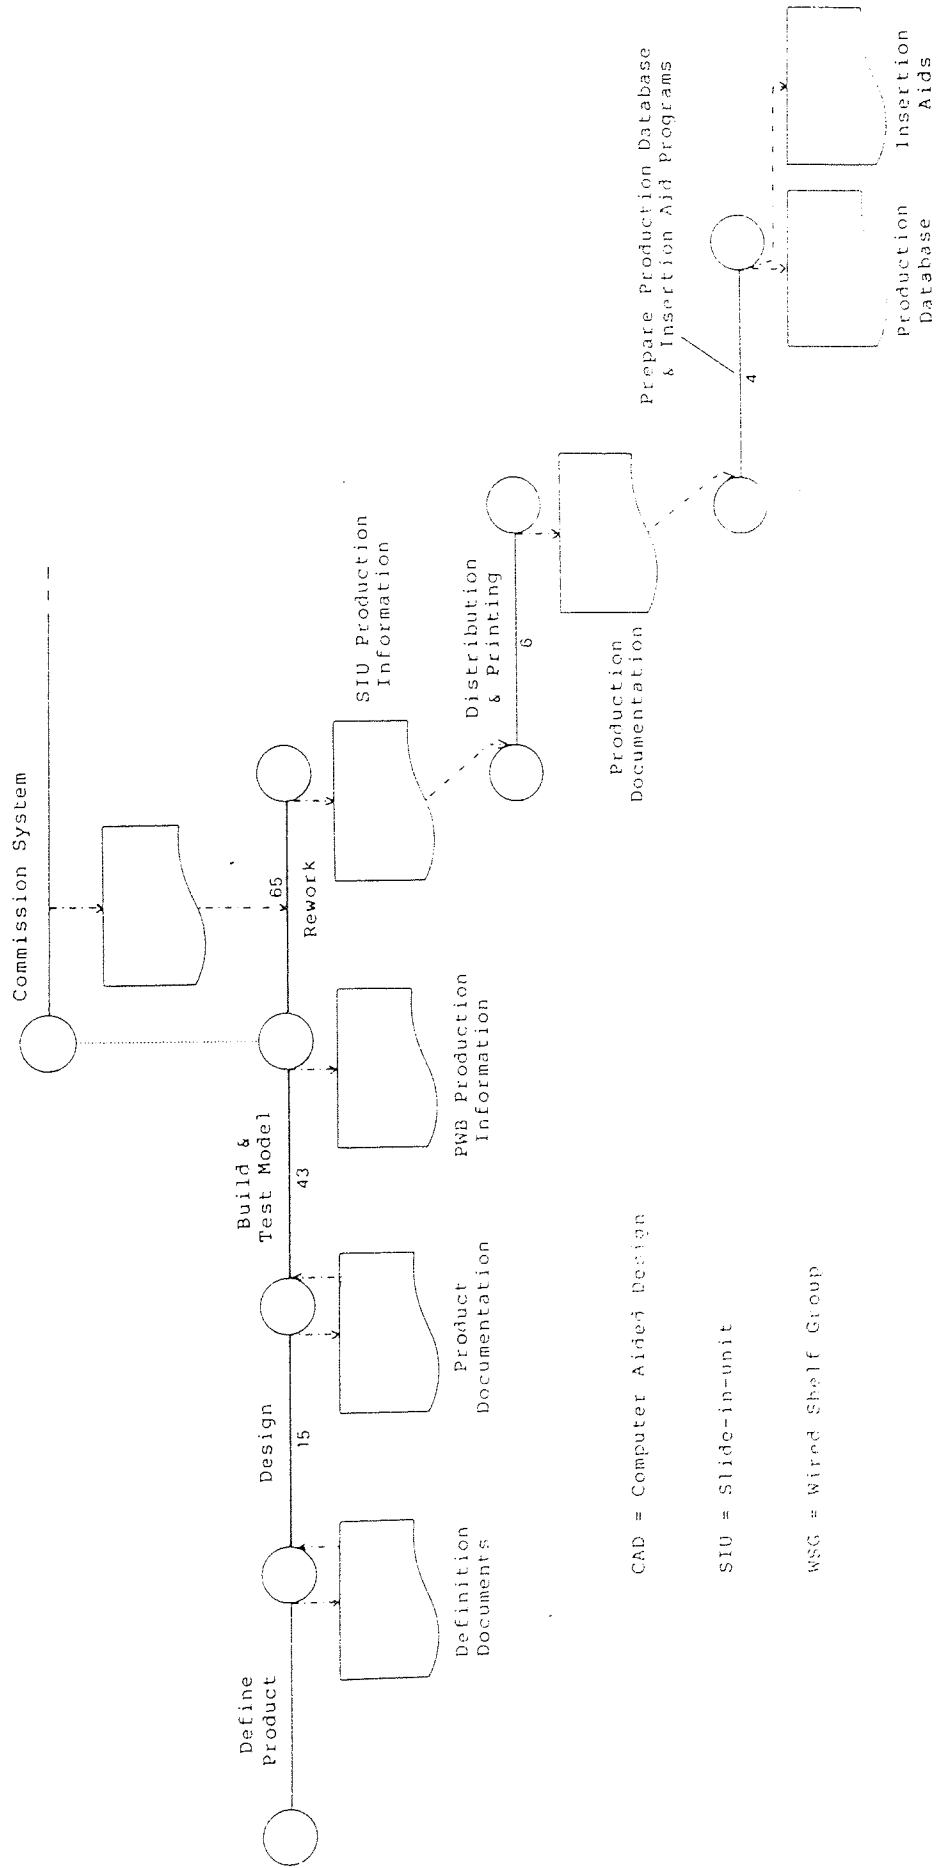 Commission System
Define
Product
Design
15
Build &
Test Model
43
65
Rework
Definition
Documents
Product
Documentation
PWB Production
Information
SIU Production
Information
Distribution
& Printing
6
Production
Documentation
Prepare Production Database
& Insertion Aid Programs
4
Production
Database
Insertion
Aids
CAD = Computer Aided Design
SIU = Slide-in-unit
WSG = Wired Shelf Group